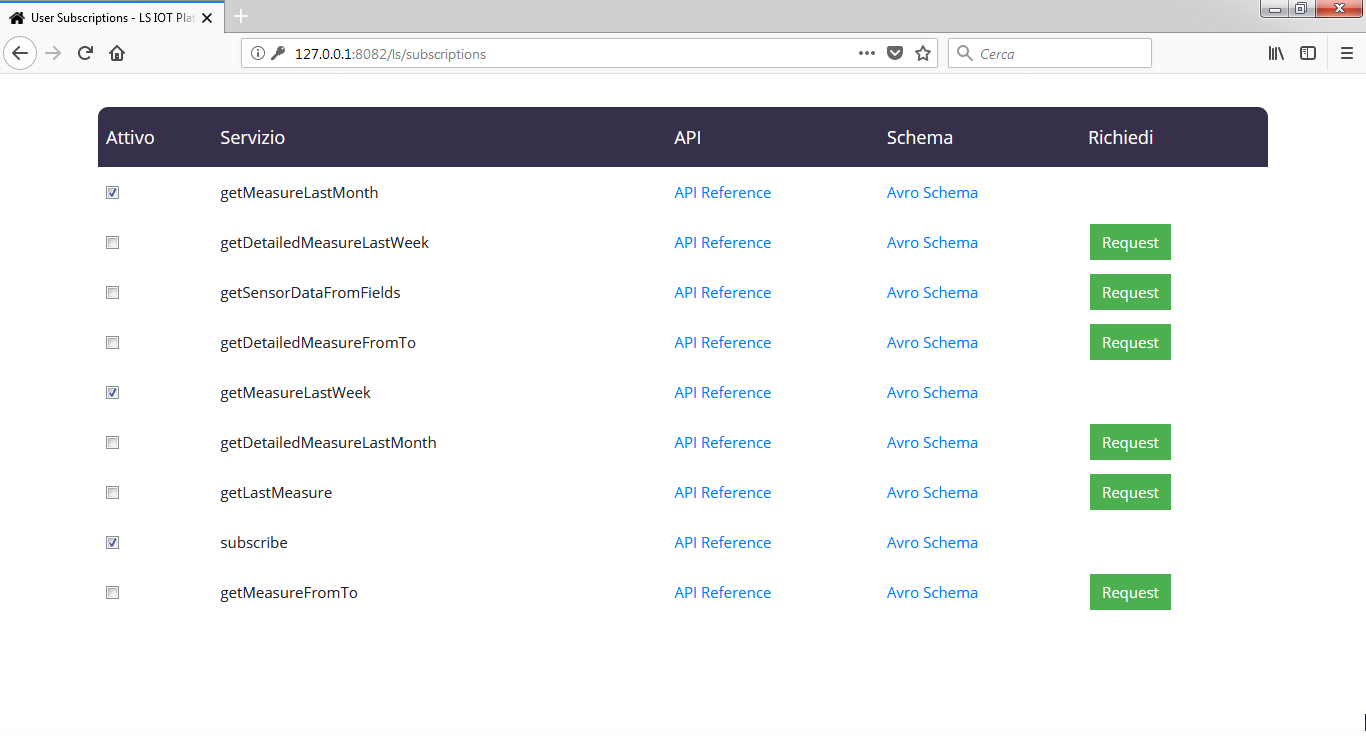 User Subscriptions - LS IOT Plat
127.0.0.1:8082/ls/subscriptions
Cerca
Attivo Servizio API Schema Richiedi
getMeasureLastMonth API Reference Avro Schema
getDetailedMeasureLastWeek API Reference Avro Schema Request
getSensorDataFromFields API Reference Avro Schema Request
getDetailedMeasureFromTo API Reference Avro Schema Request
getMeasureLastWeek API Reference Avro Schema
getDetailedMeasureLastMonth API Reference Avro Schema Request
getLastMeasure API Reference Avro Schema Request
subscribe API Reference Avro Schema
getMeasureFromTo API Reference Avro Schema Request